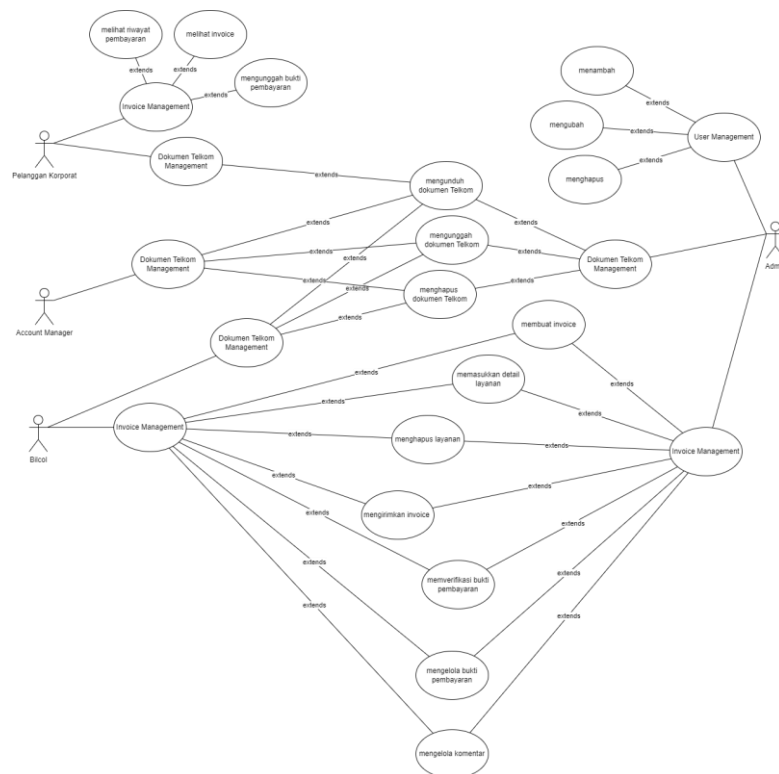 melihat riwayat
pembayaran
melihat invoice
extends
extends
mengunggah bukti
pembayaran
extends
Invoice Management
menambah
extends
mengubah
extends
User Management
menghapus
extends
Pelanggan Korporat
Dokumen Telkom
Management
extends
mengunduh
dokumen Telkom
extends
extends
extends
mengunggah
dokumen Telkom
extends
extends
extends
Dokumen Telkom
Management
extends
menghapus
dokumen Telkom
extends
extends
Dokumen Telkom
Management
Account Manager
Dokumen Telkom
Management
membuat invoice
extends
extends
memasukkan detail
layanan
extends
extends
Bilcol
Invoice Management
extends
menghapus layanan
extends
Invoice Management
extends
mengirimkan invoice
extends
extends
extends
memverifikasi bukti
pembayaran
extends
extends
extends
extends
mengelola bukti
pembayaran
mengelola komentar